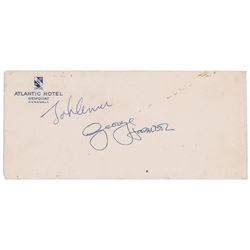 ATLANTIC HOTEL
NEWQUAY
CORNWALL
John Lennon
George